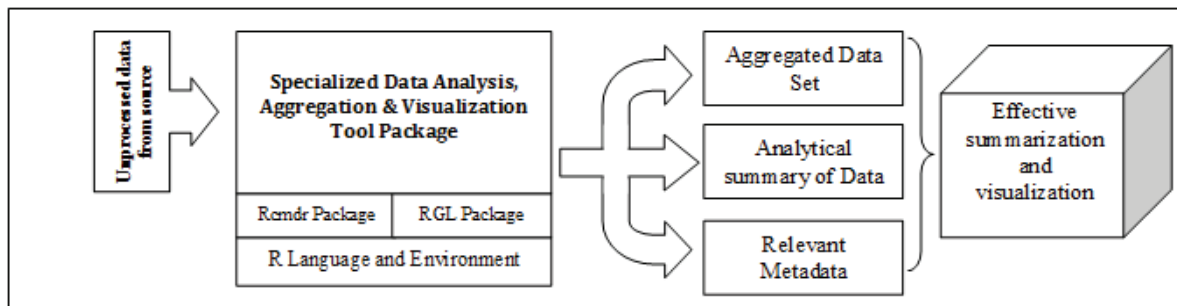 Unprocessed data
from source
Specialized Data Analysis,
Aggregation & Visualization
Tool Package
Rcmdr Package
RGL Package
R Language and Environment
Aggregated Data
Set
Analytical
summary of Data
Relevant
Metadata
Effective
summarization
and
visualization